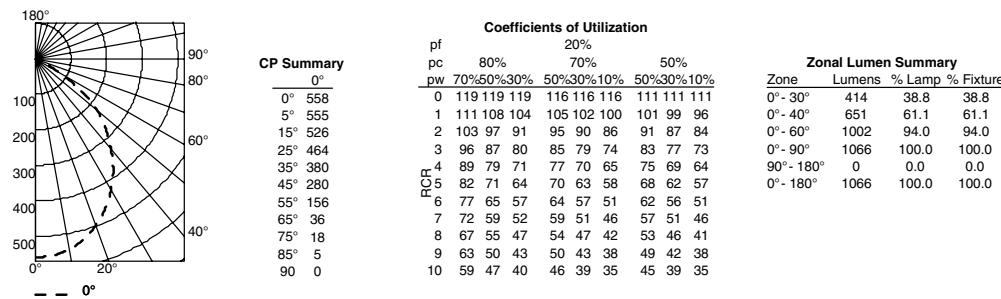 180°
90°
80°
60°
40°
100
200
300
400
500
0° 20°
0°
CP Summary
0°
0° 558
5° 555
15° 526
25° 464
35° 380
45° 280
55° 156
65° 36
75° 18
85° 5
90 0
Coefficients of Utilization
pf 20%
pc 80% 70% 50%
pw 70%50%30% 50%30%10% 50%30%10%
RCR
0 119 119 119 116 116 116 111 111 111
1 111 108 104 105 102 100 101 99 96
2 103 97 91 95 90 86 91 87 84
3 96 87 80 85 79 74 83 77 73
4 89 79 71 77 70 65 75 69 64
5 82 71 64 70 63 58 68 62 57
6 77 65 57 64 57 51 62 56 51
7 72 59 52 59 51 46 57 51 46
8 67 55 47 54 47 42 53 46 41
9 63 50 43 50 43 38 49 42 38
10 59 47 40 46 39 35 45 39 35
Zonal Lumen Summary
Zone Lumens % Lamp % Fixture
0°- 30° 414 38.8 38.8
0°- 40° 651 61.1 61.1
0°- 60° 1002 94.0 94.0
0°- 90° 1066 100.0 100.0
90°- 180° 0 0.0 0.0
0°- 180° 1066 100.0 100.0